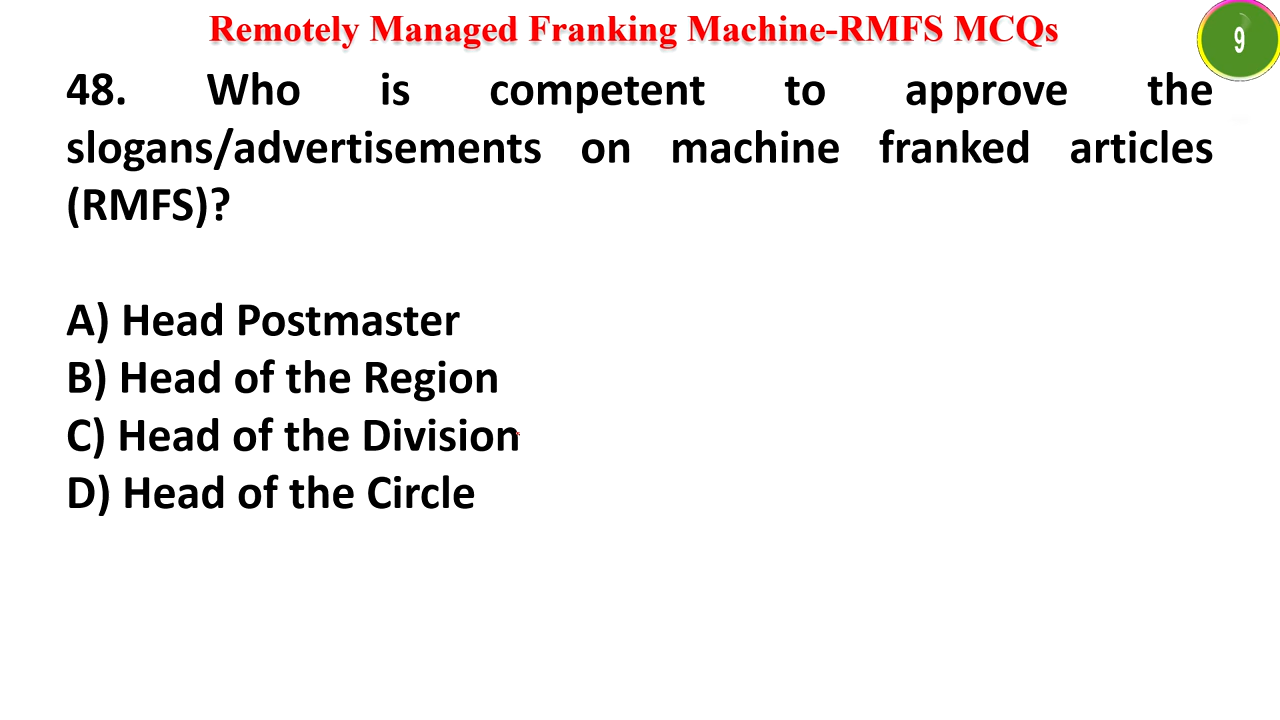 Remotely Managed Franking Machine-RMFS MCQs
9
48. Who is competent to approve the
slogans/advertisements on machine franked articles
(RMFS)?
A) Head Postmaster
B) Head of the Region
C) Head of the Division
D) Head of the Circle